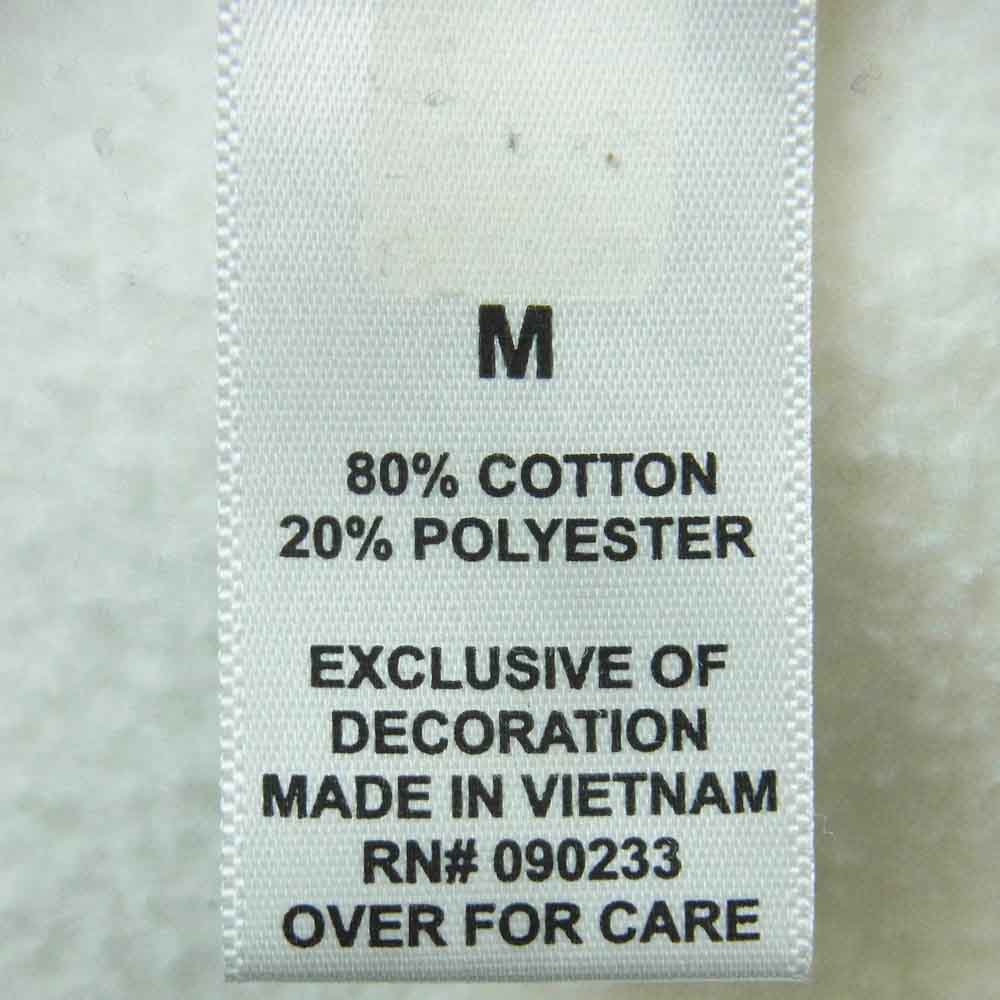 M
80% COTTON
20% POLYESTER
EXCLUSIVE OF
DECORATION
MADE IN VIETNAM
RN# 090233
OVER FOR CARE